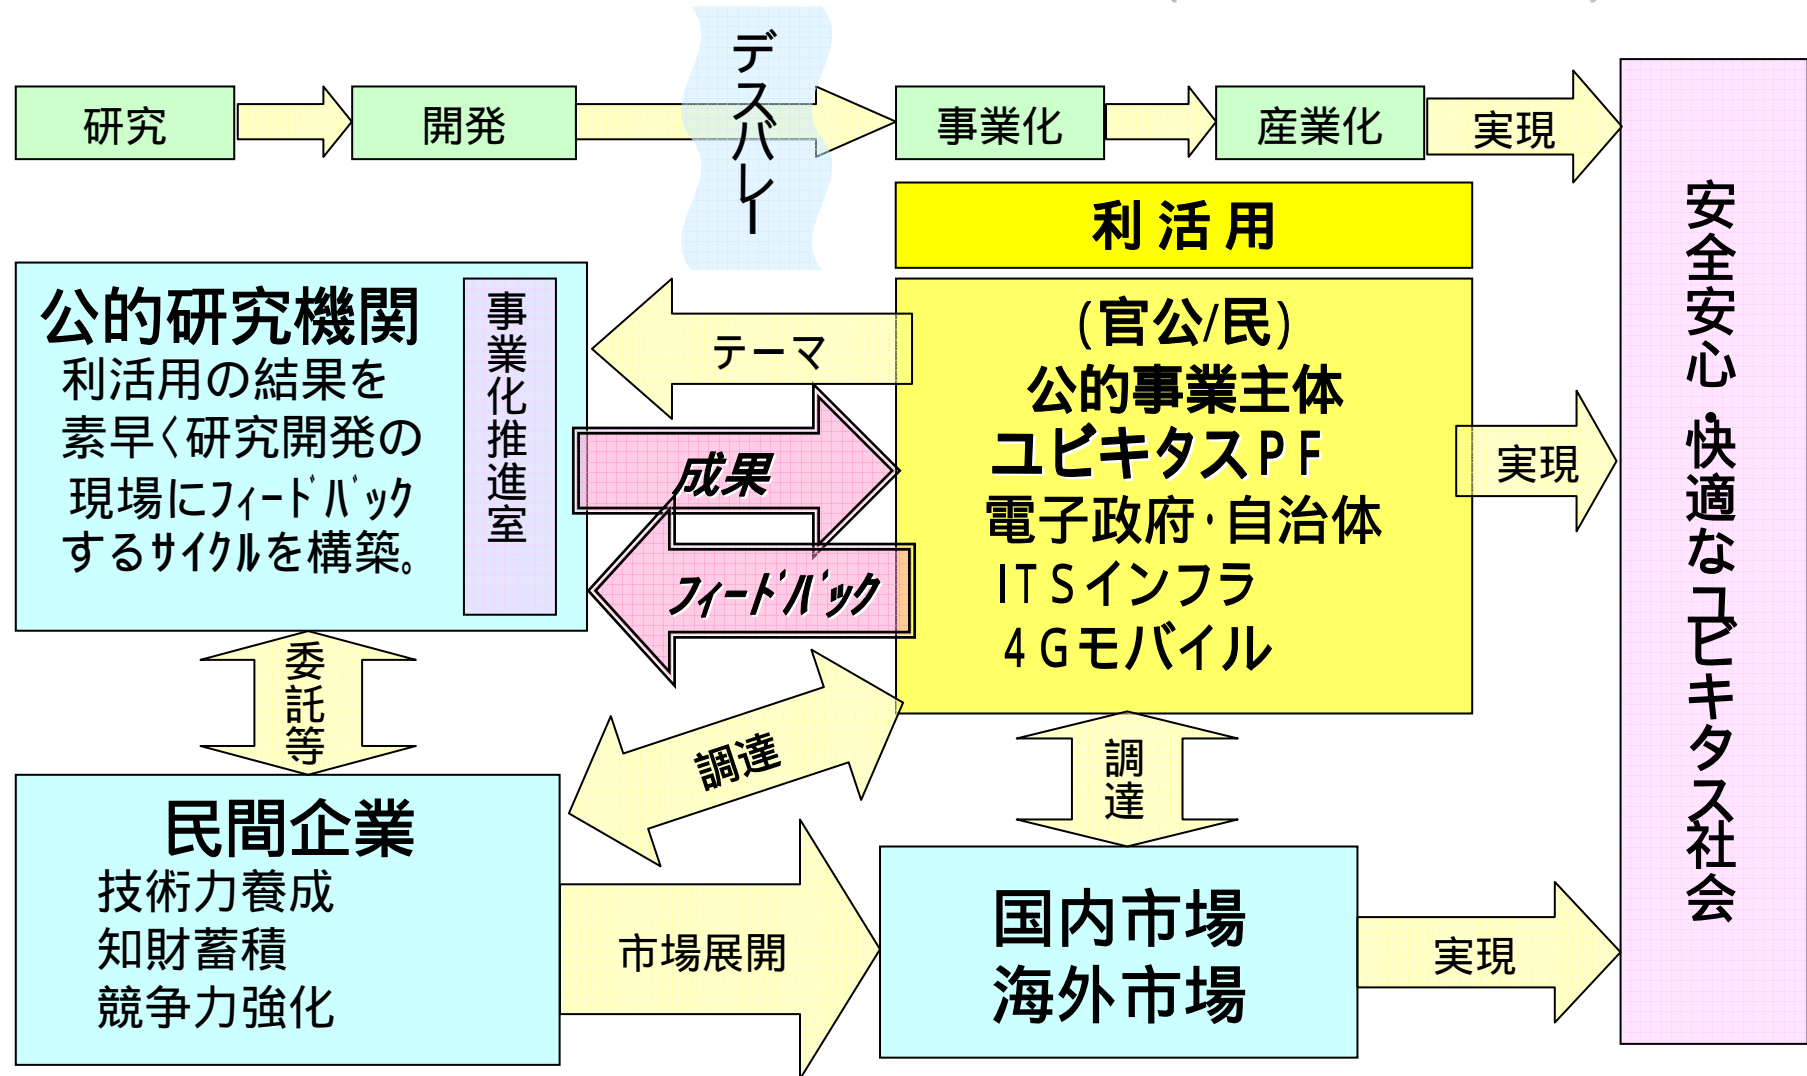 研究
開発
デスバレー
事業化
産業化
実現
利活用
公的研究機関
利活用の結果を
素早く研究開発の
現場にﾌｨｰﾄﾞﾊﾞｯｸ
するｻｲｸﾙを構築。
事業化推進室
テーマ
成果
ﾌｨｰﾄﾞﾊﾞｯｸ
(官公/民)
公的事業主体
ユビキタスＰＦ
電子政府・自治体
ＩＴＳインフラ
４Ｇモバイル
実現
安全安心・快適なユビキタス社会
委託等
調達
調達
民間企業
技術力養成
知財蓄積
競争力強化
市場展開
国内市場
海外市場
実現